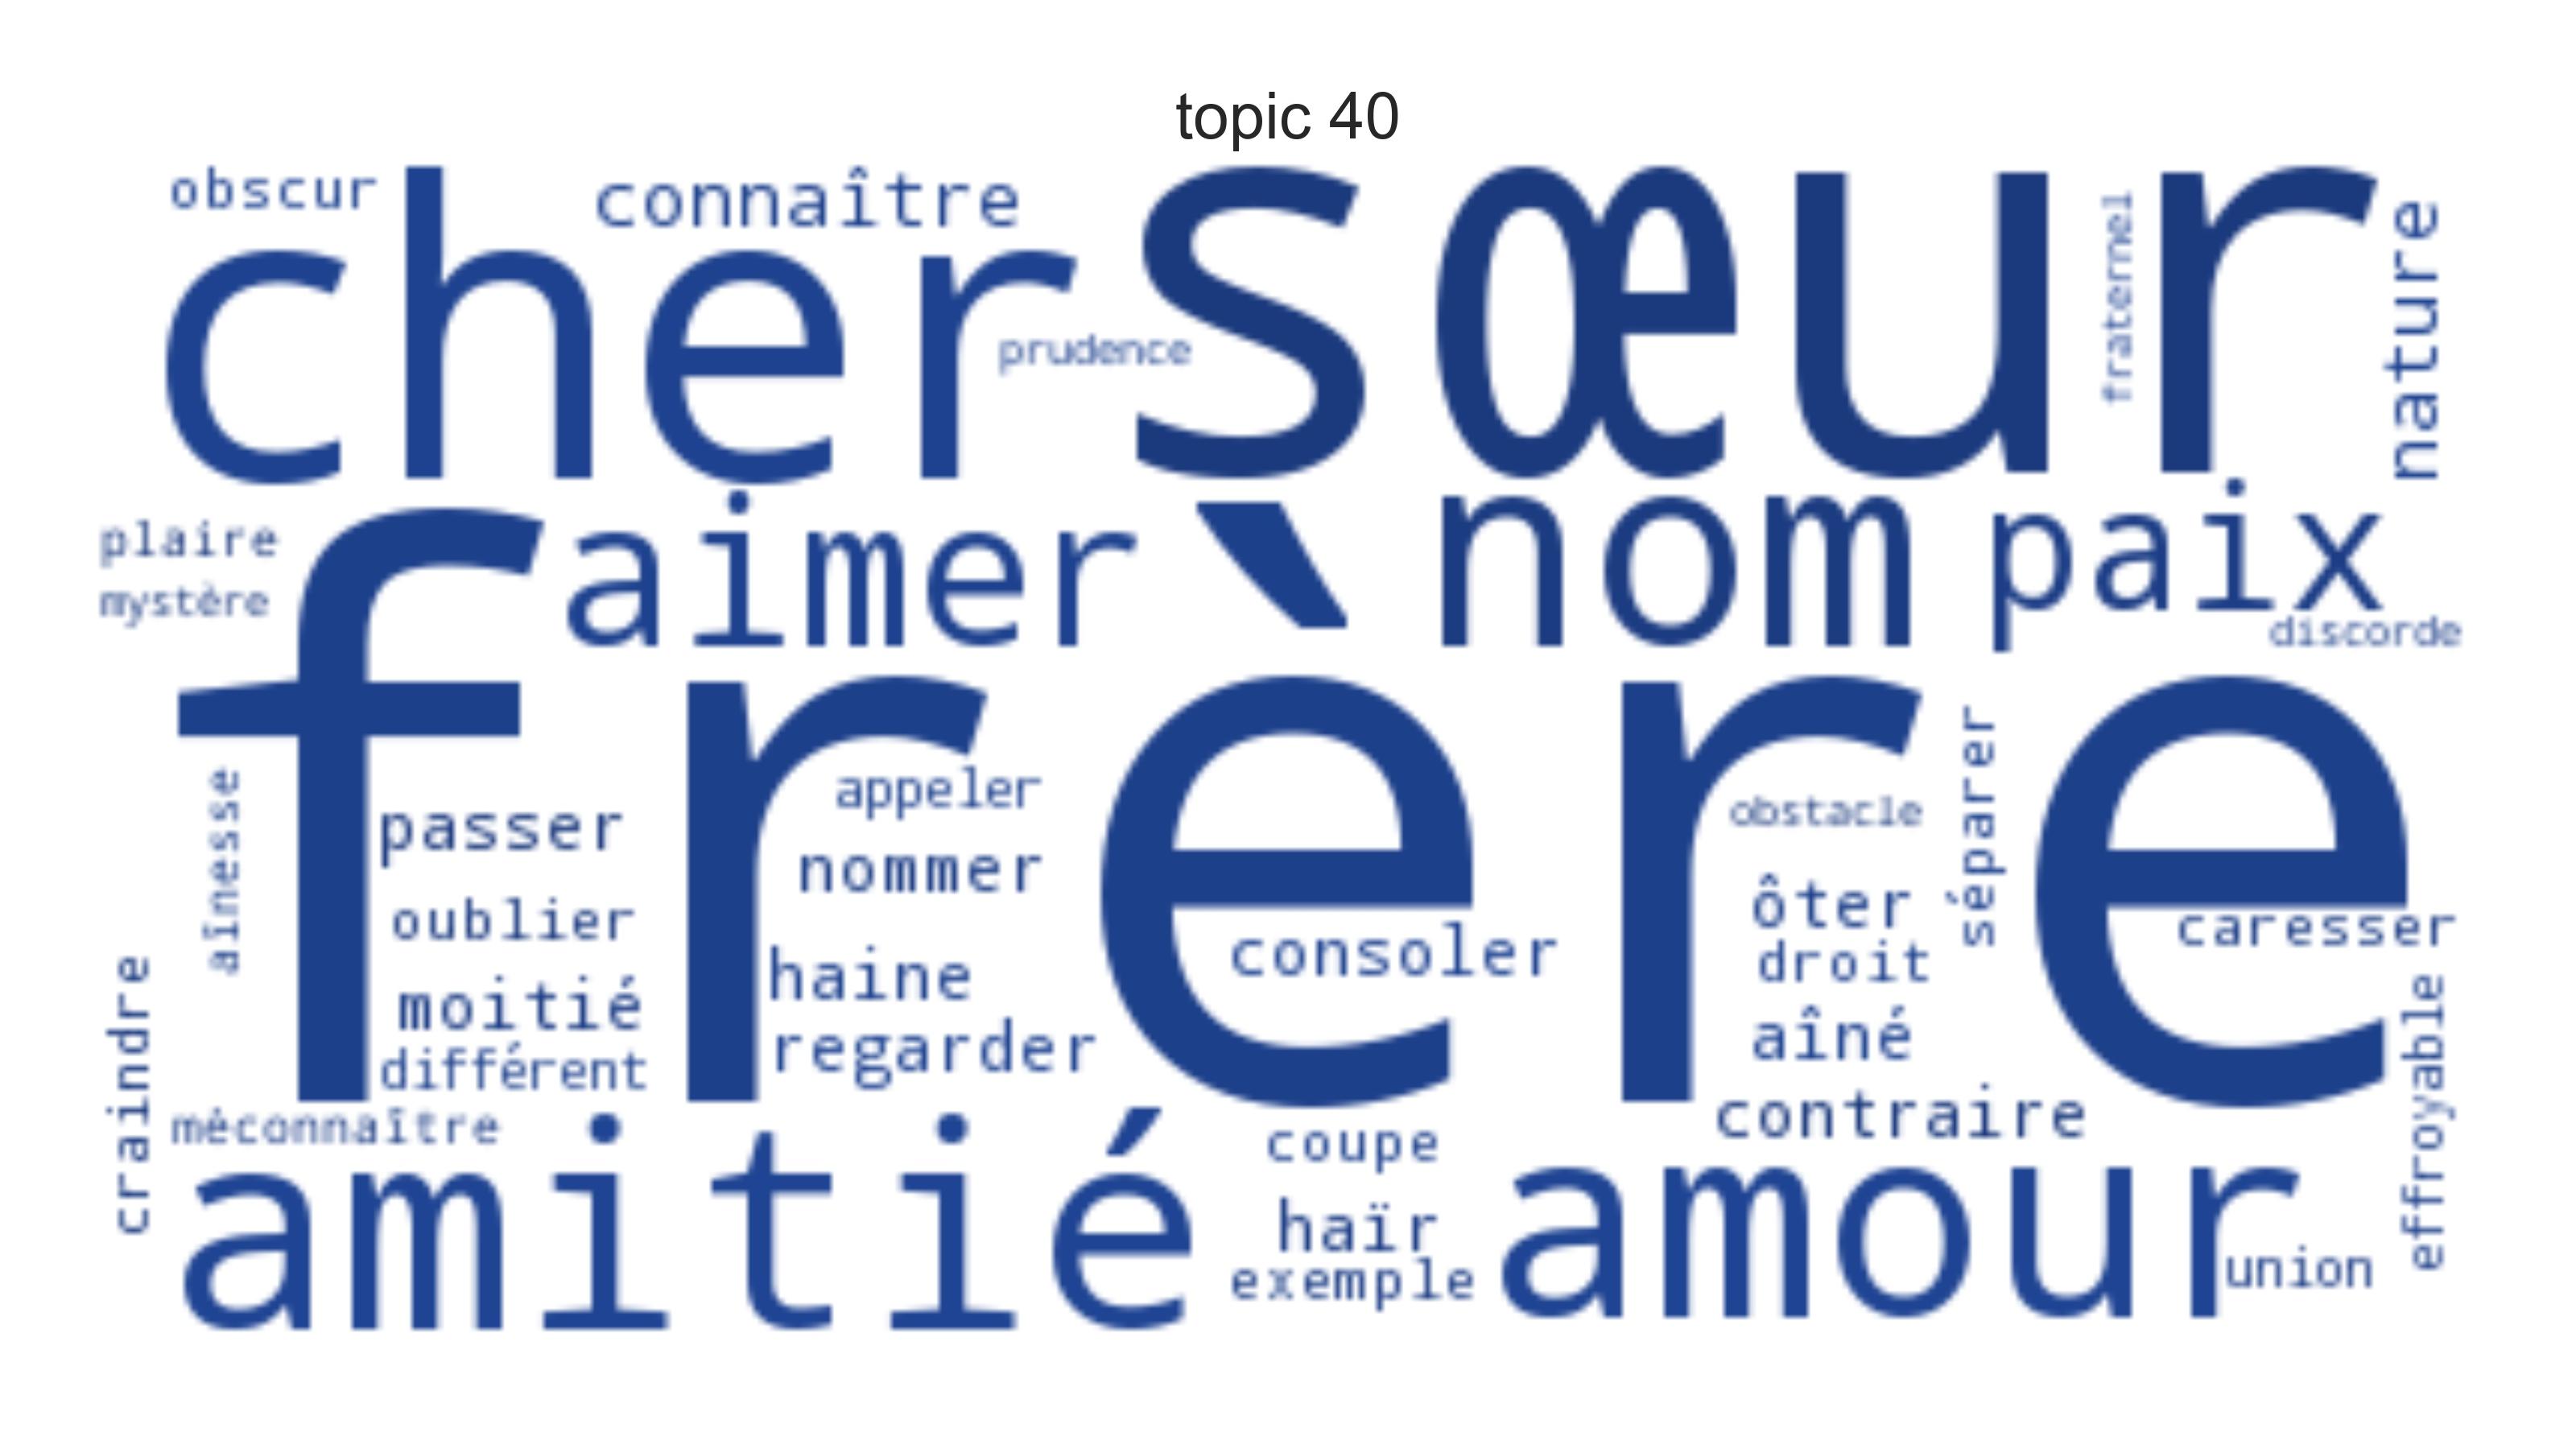 topic 40
obscur
connaître
cher
sœur
fraternel
nature
prudence
plaire
mystère
aimer
nom
paix
discorde
frère
aînesse
passer
appeler
obstacle
séparer
oublier
nommer
ôter
consoler
caresser
moitié
haine
droit
différent
regarder
aîné
craindre
méconnaître
contraire
effroyable
amitié
coupe
haïr
exemple
amour
union